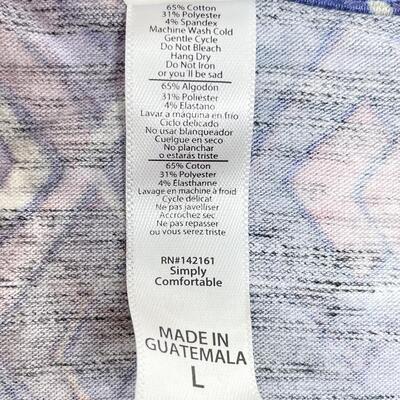 65% Cotton
31% Polyester
4% Spandex
Machine Wash Cold
Gentle Cycle
Do Not Bleach
Hang Dry
Do Not Iron
or you'll be sad
65% Algodón
31% Poliester
4% Elastano
Lavar a máquina en frío
Ciclo delicado
No usar blanqueador
Cuelgue en seco
No planchar
o estarás triste
65% Coton
31% Polyester
4% Élasthanne
Lavage en machine à froid
Cycle délicat
Ne pas javelliser
Accrochez sec
Ne pas repasser
ou vous serez triste
RN#142161
Simply
Comfortable
MADE IN
GUATEMALA
L